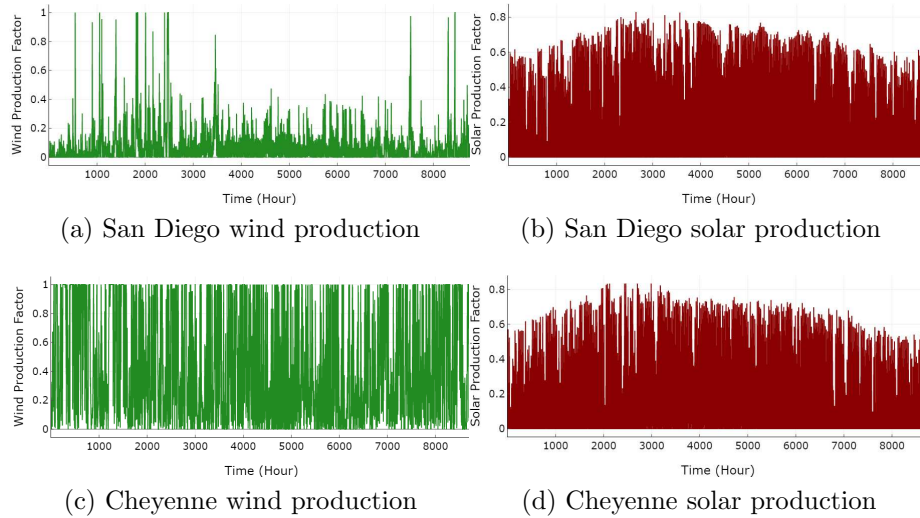 Wind Production Factor
1
0.8
0.6
0.4
0.2
0
1000 2000 3000 4000 5000 6000 7000 8000
Time (Hour)
(a) San Diego wind production
Solar Production Factor
0.8
0.6
0.4
0.2
0
1000 2000 3000 4000 5000 6000 7000 8000
Time (Hour)
(b) San Diego solar production
Wind Production Factor
1
0.8
0.6
0.4
0.2
0
1000 2000 3000 4000 5000 6000 7000 8000
Time (Hour)
(c) Cheyenne wind production
Solar Production Factor
0.8
0.6
0.4
0.2
0
1000 2000 3000 4000 5000 6000 7000 8000
Time (Hour)
(d) Cheyenne solar production